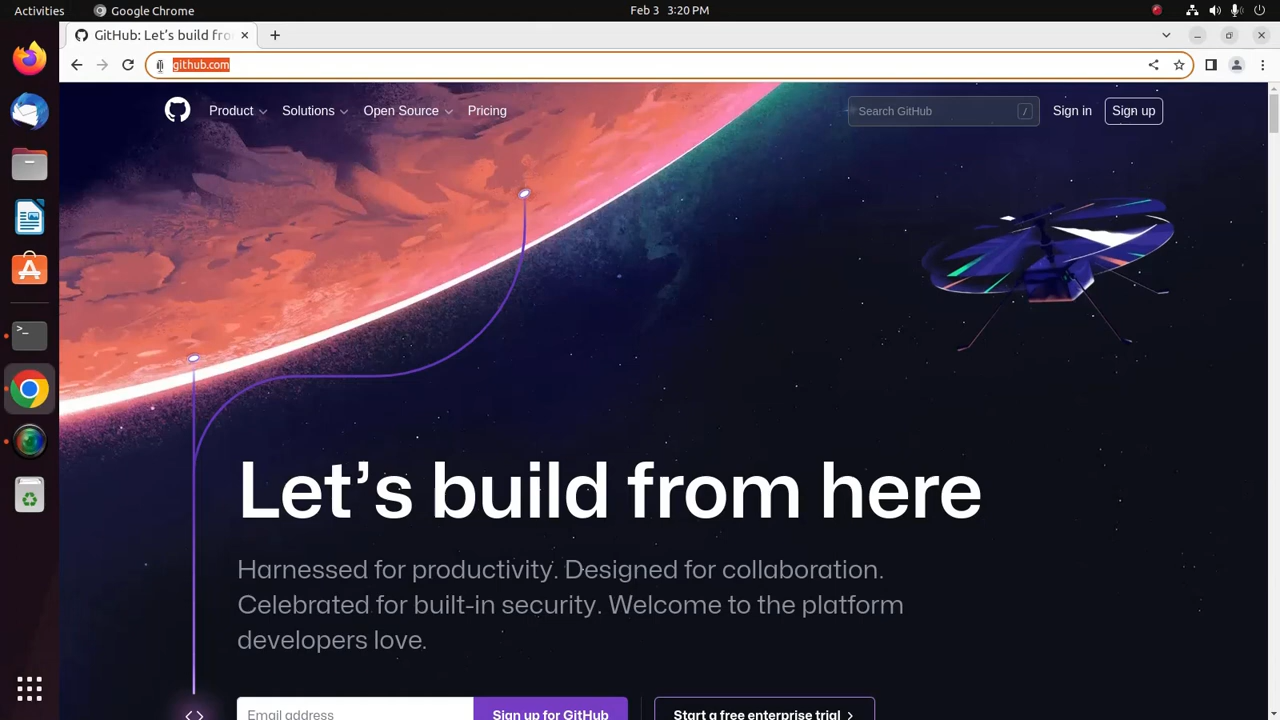 Activities Google Chrome Feb 3 3:20 PM
GitHub: Let’s build fro
github.com
Product Solutions Open Source Pricing Search GitHub / Sign in Sign up
Let’s build from here
Harnessed for productivity. Designed for collaboration.
Celebrated for built-in security. Welcome to the platform
developers love.
Email address Sign up for GitHub Start a free enterprise trial